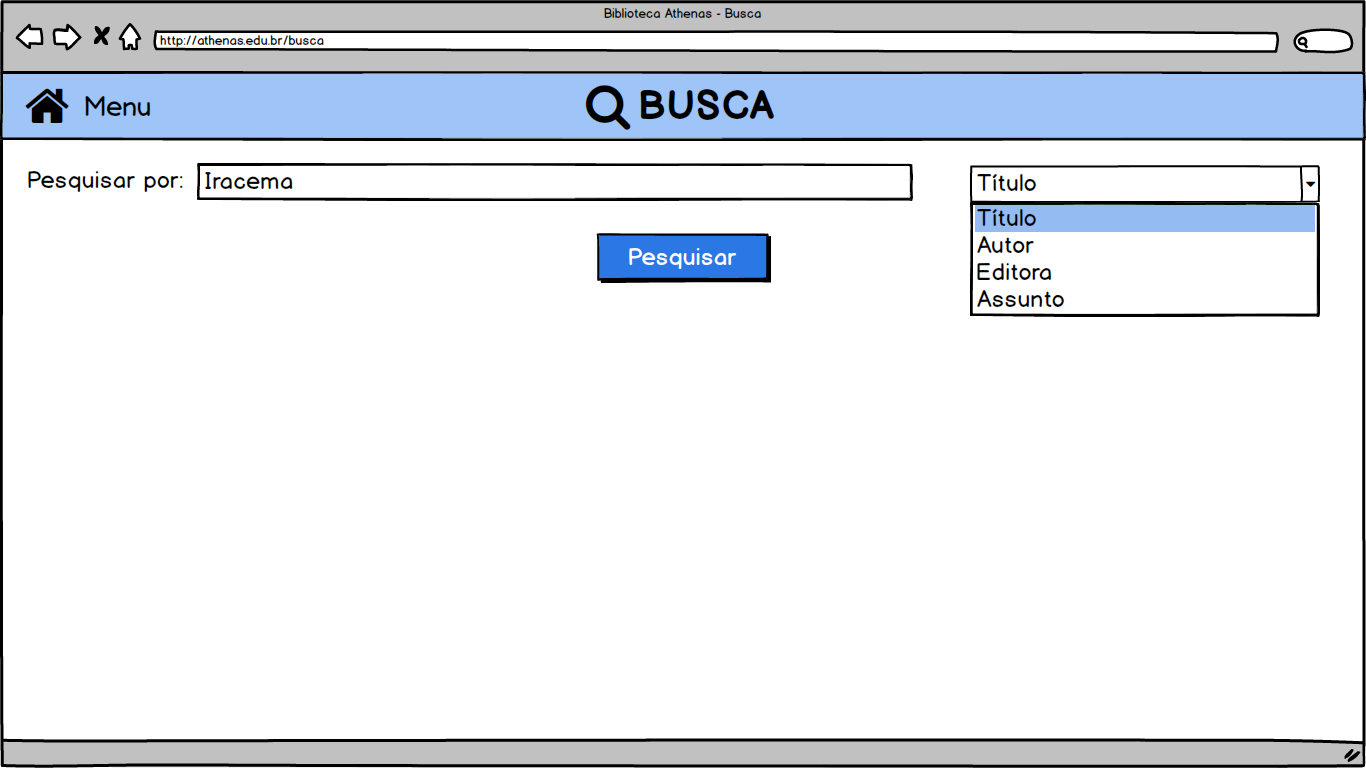 Biblioteca Athenas - Busca
http://athenas.edu.br/busca
Menu
BUSCA
Pesquisar por:
Iracema
Título
Título
Autor
Editora
Assunto
Pesquisar